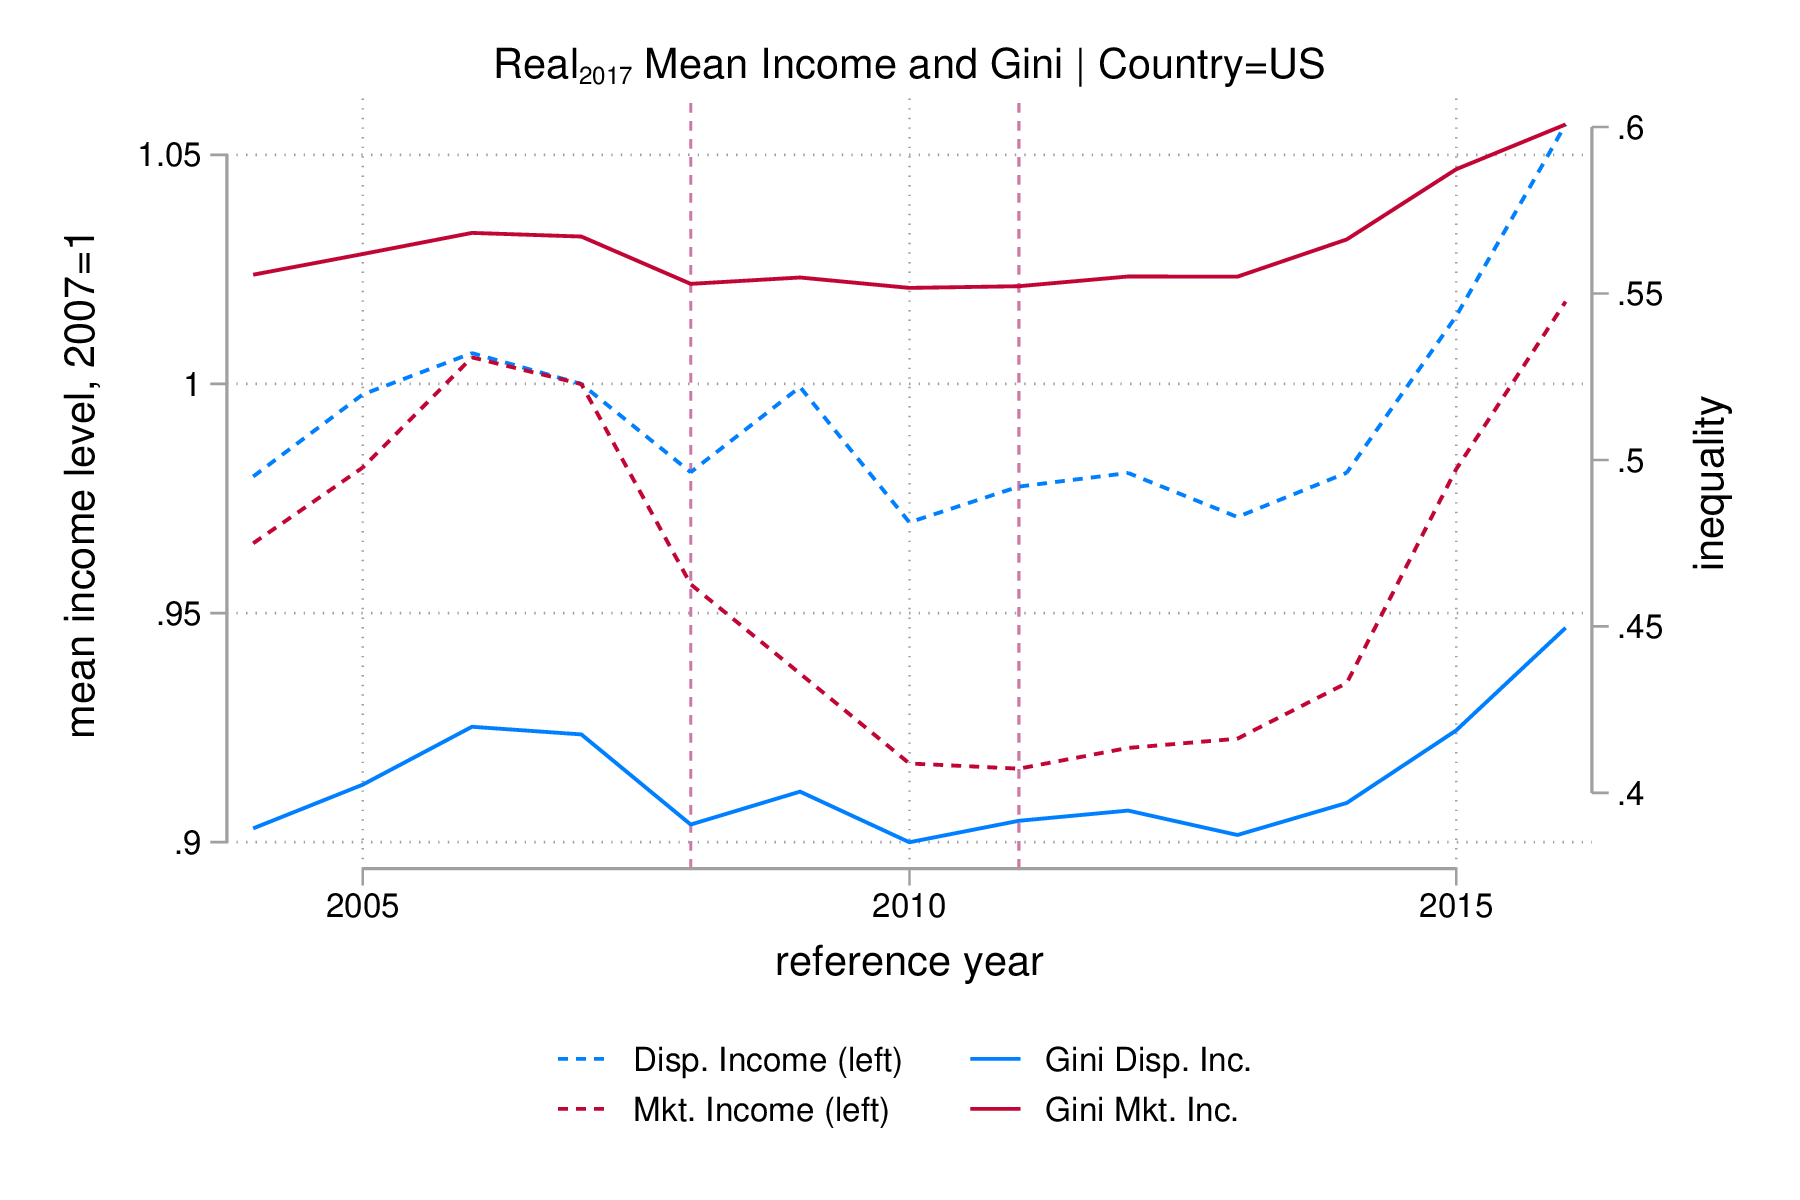 Real2017 Mean Income and Gini | Country=US
mean income level, 2007=1
1.05
1
.95
.9
.6
.55
.5
.45
.4
inequality
2005 2010 2015
reference year
Disp. Income (left) Gini Disp. Inc.
Mkt. Income (left) Gini Mkt. Inc.